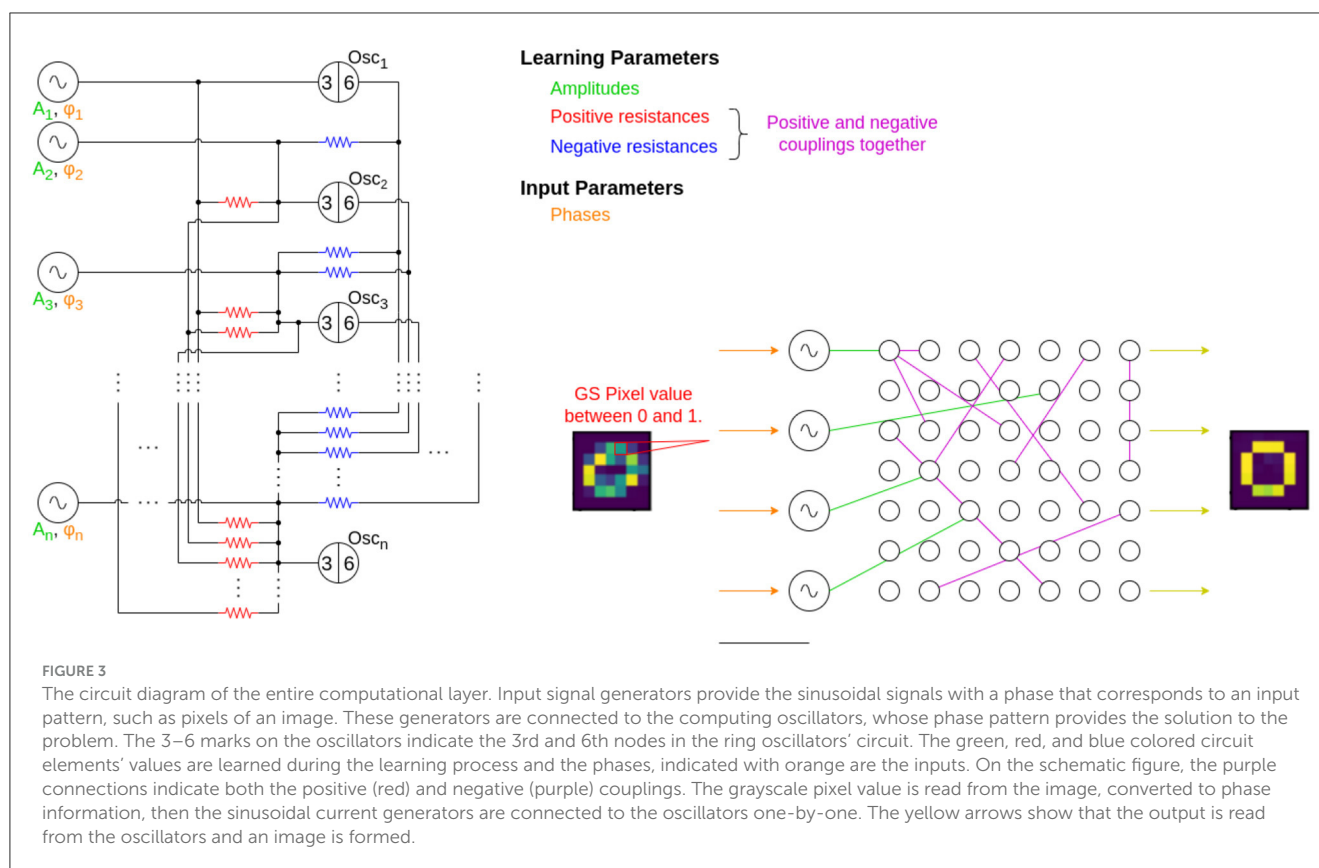 Osc1
3 6
A1, φ1
Osc2
3 6
A2, φ2
Osc3
3 6
A3, φ3
Oscn
3 6
An, φn
Learning Parameters
Amplitudes
Positive resistances
Negative resistances
Positive and negative
couplings together
Input Parameters
Phases
GS Pixel value
between 0 and 1.
FIGURE 3
The circuit diagram of the entire computational layer. Input signal generators provide the sinusoidal signals with a phase that corresponds to an input
pattern, such as pixels of an image. These generators are connected to the computing oscillators, whose phase pattern provides the solution to the
problem. The 3–6 marks on the oscillators indicate the 3rd and 6th nodes in the ring oscillators’ circuit. The green, red, and blue colored circuit
elements’ values are learned during the learning process and the phases, indicated with orange are the inputs. On the schematic figure, the purple
connections indicate both the positive (red) and negative (purple) couplings. The grayscale pixel value is read from the image, converted to phase
information, then the sinusoidal current generators are connected to the oscillators one-by-one. The yellow arrows show that the output is read
from the oscillators and an image is formed.